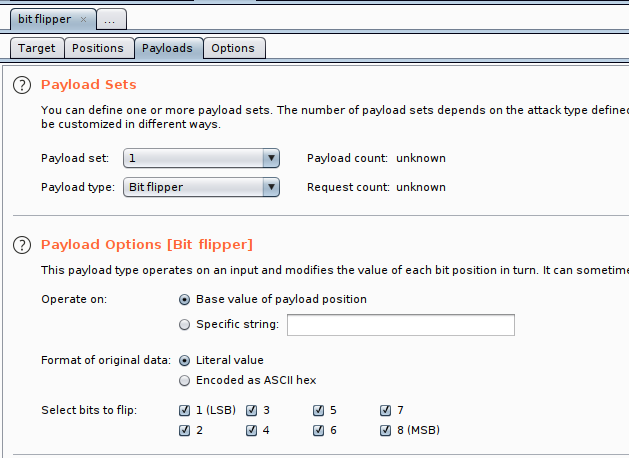 bit flipper × ...
Target Positions Payloads Options
? Payload Sets
You can define one or more payload sets. The number of payload sets depends on the attack type defined
be customized in different ways.
Payload set: 1 Payload count: unknown
Payload type: Bit flipper Request count: unknown
? Payload Options [Bit flipper]
This payload type operates on an input and modifies the value of each bit position in turn. It can sometime
Operate on: Base value of payload position
Specific string:
Format of original data: Literal value
Encoded as ASCII hex
Select bits to flip: 1 (LSB) 3 5 7
2 4 6 8 (MSB)